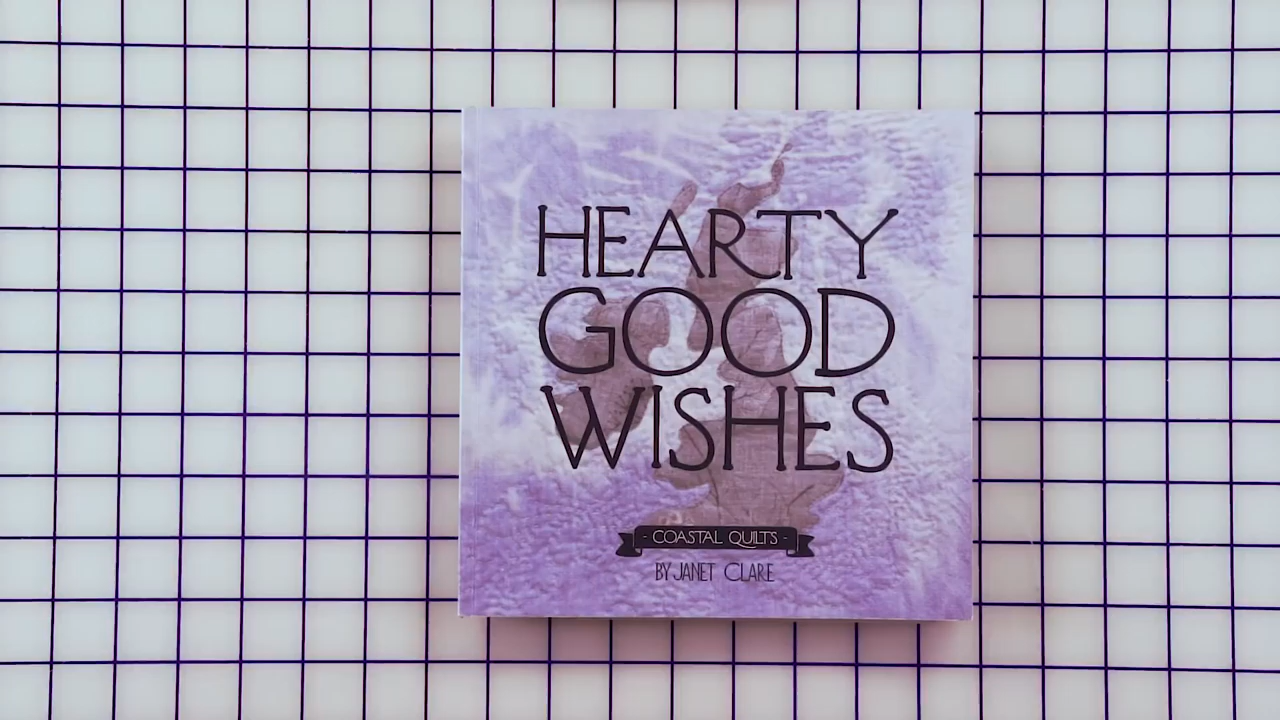 HEARTY
GOOD
WISHES
- COASTAL QUILTS -
BY JANET CLARE